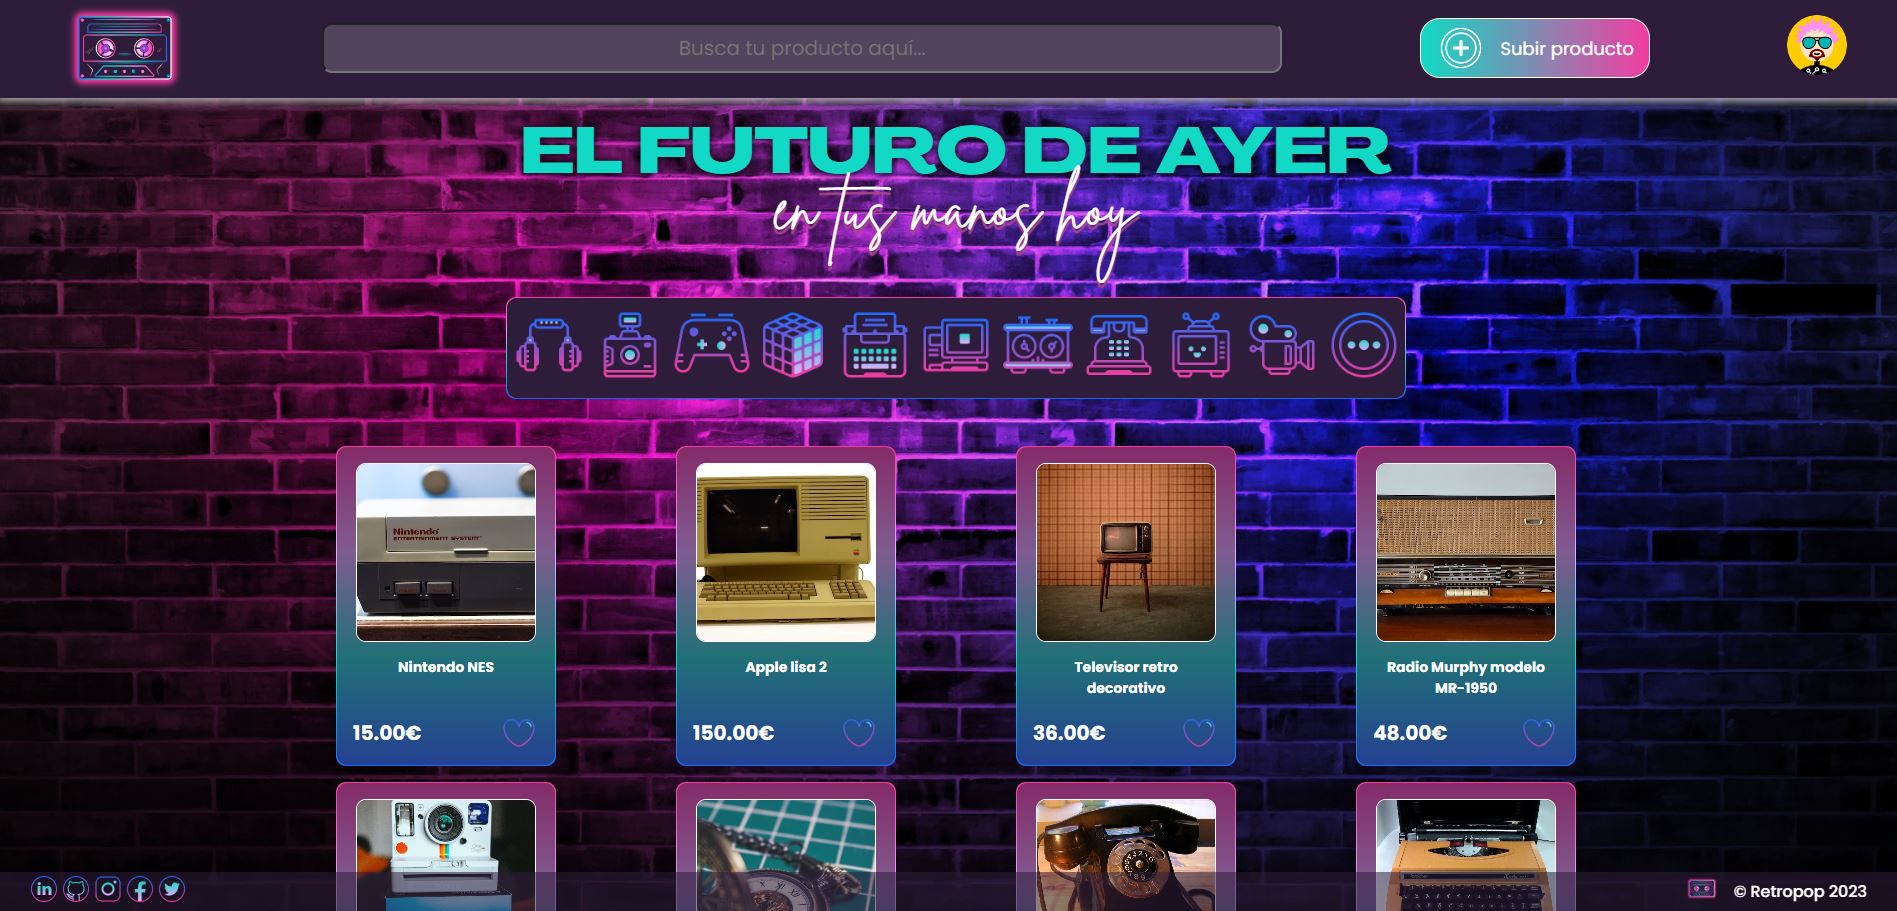 Busca tu producto aquí...
Subir producto
EL FUTURO DE AYER
en tus manos hoy
Nintendo
ENTERTAINMENT SYSTEM
Nintendo NES
15.00€
Apple lisa 2
150.00€
Televisor retro
decorativo
36.00€
Radio Murphy modelo
MR-1950
48.00€
in
© Retropop 2023